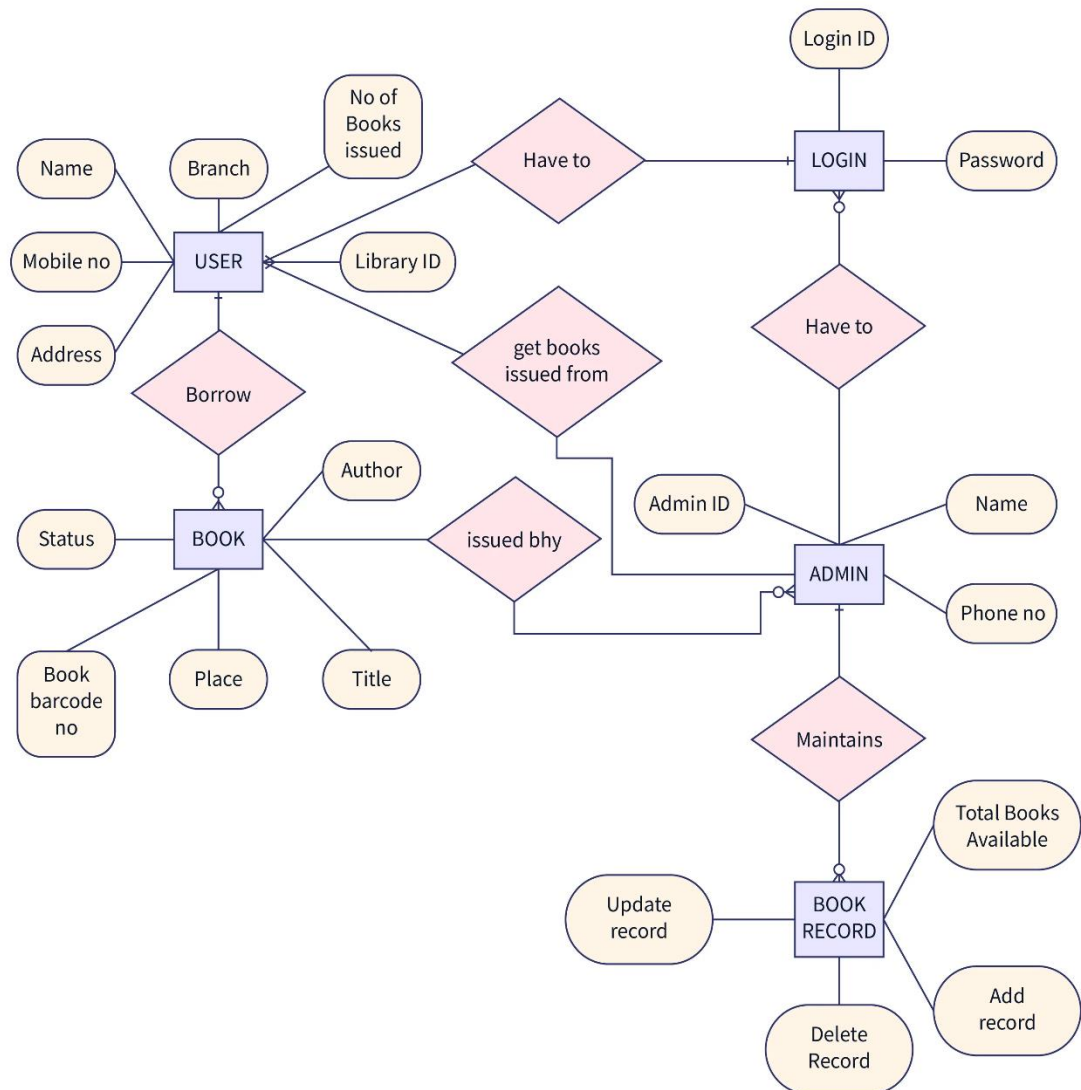 Login ID
No of
Books
issued
Name
Branch
Have to
LOGIN
Password
Mobile no
USER
Library ID
Address
Have to
get books
issued from
Borrow
Author
Admin ID
Name
Status
BOOK
issued bhy
ADMIN
Phone no
Book
barcode
no
Place
Title
Maintains
Total Books
Available
Update
record
BOOK
RECORD
Add
record
Delete
Record